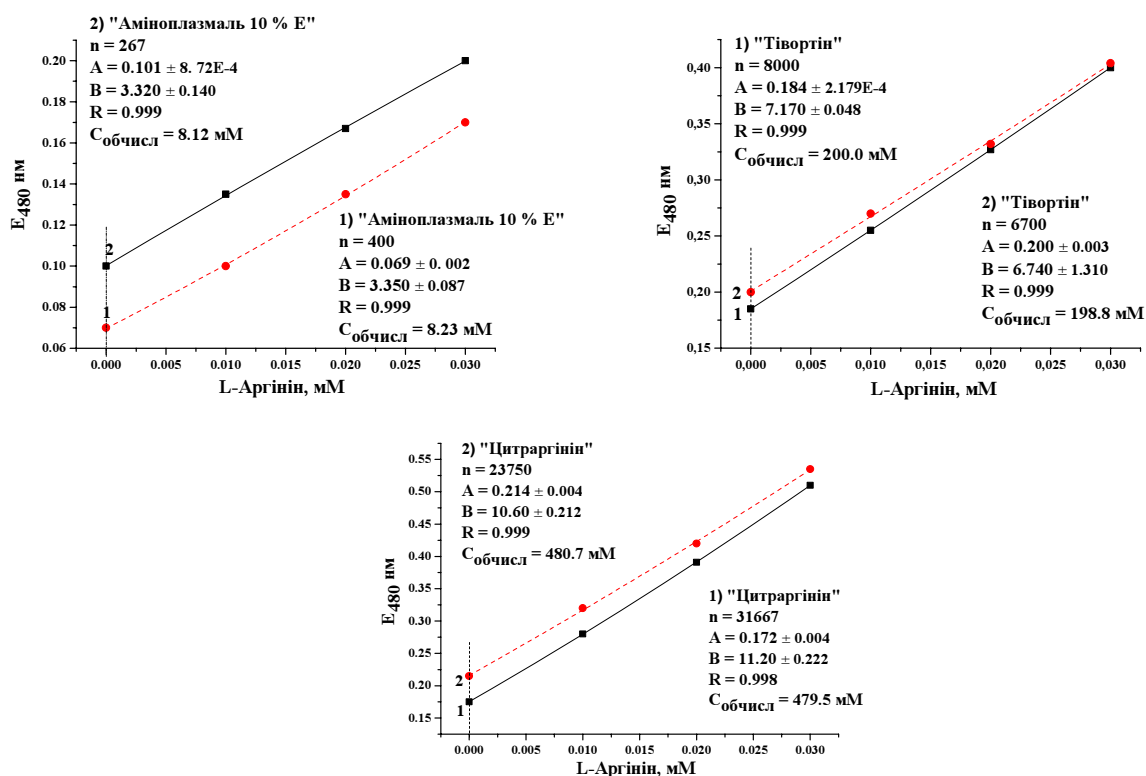 2) "Аміноплазмаль 10 % Е"
n = 267
A = 0.101 ± 8. 72E-4
B = 3.320 ± 0.140
R = 0.999
Cобчисл = 8.12 мМ
0.20
0.18
0.16
0.14
0.12
0.10
0.08
0.06
E480 нм
2
1
1) "Аміноплазмаль 10 % Е"
n = 400
A = 0.069 ± 0. 002
B = 3.350 ± 0.087
R = 0.999
Cобчисл = 8.23 мМ
0.000 0.005 0.010 0.015 0.020 0.025 0.030
L-Аргінін, мМ
1) "Тівортін"
n = 8000
A = 0.184 ± 2.179E-4
B = 7.170 ± 0.048
R = 0.999
Cобчисл = 200.0 мМ
0,40
0,35
0,30
0,25
0,20
0,15
E480 нм
2
1
2) "Тівортін"
n = 6700
A = 0.200 ± 0.003
B = 6.740 ± 1.310
R = 0.999
Cобчисл = 198.8 мМ
0,000 0,005 0,010 0,015 0,020 0,025 0,030
L-Аргінін, мМ
2) "Цитраргінін"
n = 23750
A = 0.214 ± 0.004
B = 10.60 ± 0.212
R = 0.999
Cобчисл = 480.7 мМ
0.55
0.50
0.45
0.40
0.35
0.30
0.25
0.20
0.15
E480 нм
2
1
1) "Цитраргінін"
n = 31667
A = 0.172 ± 0.004
B = 11.20 ± 0.222
R = 0.998
Cобчисл = 479.5 мМ
0.000 0.005 0.010 0.015 0.020 0.025 0.030
L-Аргінін, мМ